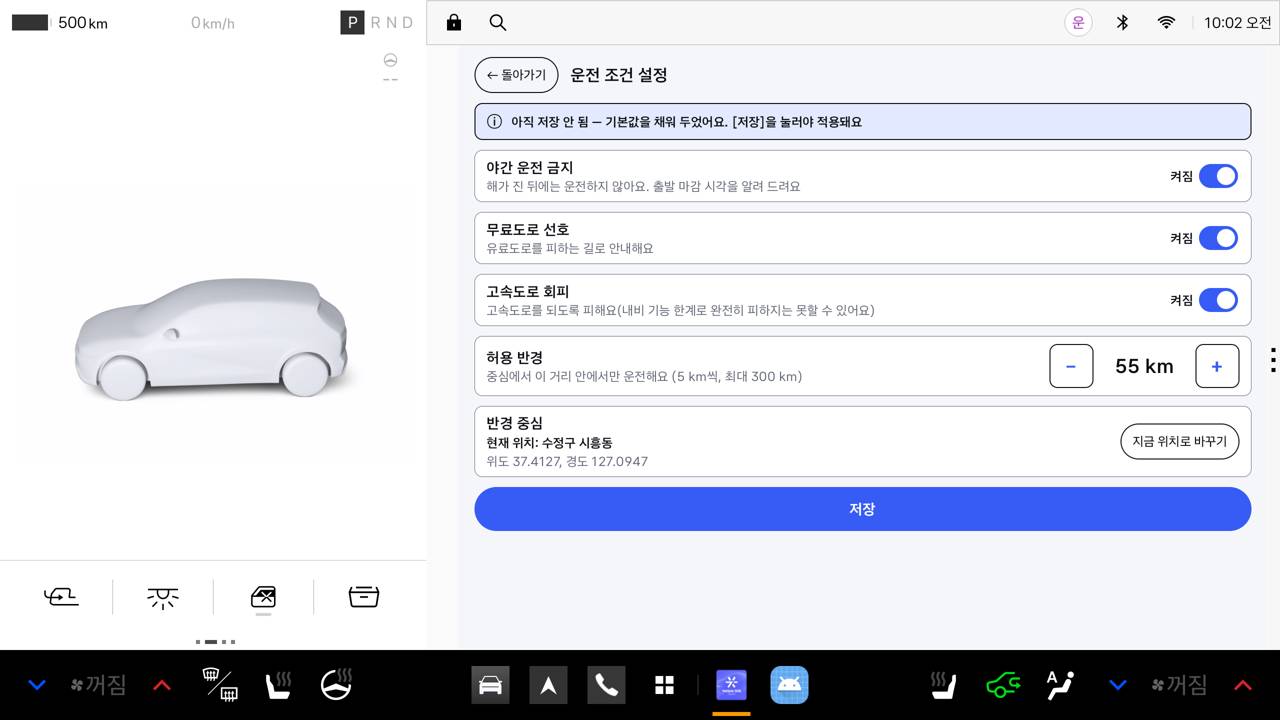 500 km
0 km/h
P R N D
운
10:02 오전
--
← 돌아가기
운전 조건 설정
아직 저장 안 됨 — 기본값을 채워 두었어요. [저장]을 눌러야 적용돼요
야간 운전 금지
해가 진 뒤에는 운전하지 않아요. 출발 마감 시각을 알려 드려요
켜짐
무료도로 선호
유료도로를 피하는 길로 안내해요
켜짐
고속도로 회피
고속도로를 되도록 피해요(내비 기능 한계로 완전히 피하지는 못할 수 있어요)
켜짐
허용 반경
중심에서 이 거리 안에서만 운전해요 (5 km씩, 최대 300 km)
− 55 km +
반경 중심
현재 위치: 수정구 시흥동
위도 37.4127, 경도 127.0947
지금 위치로 바꾸기
저장
꺼짐
A
꺼짐